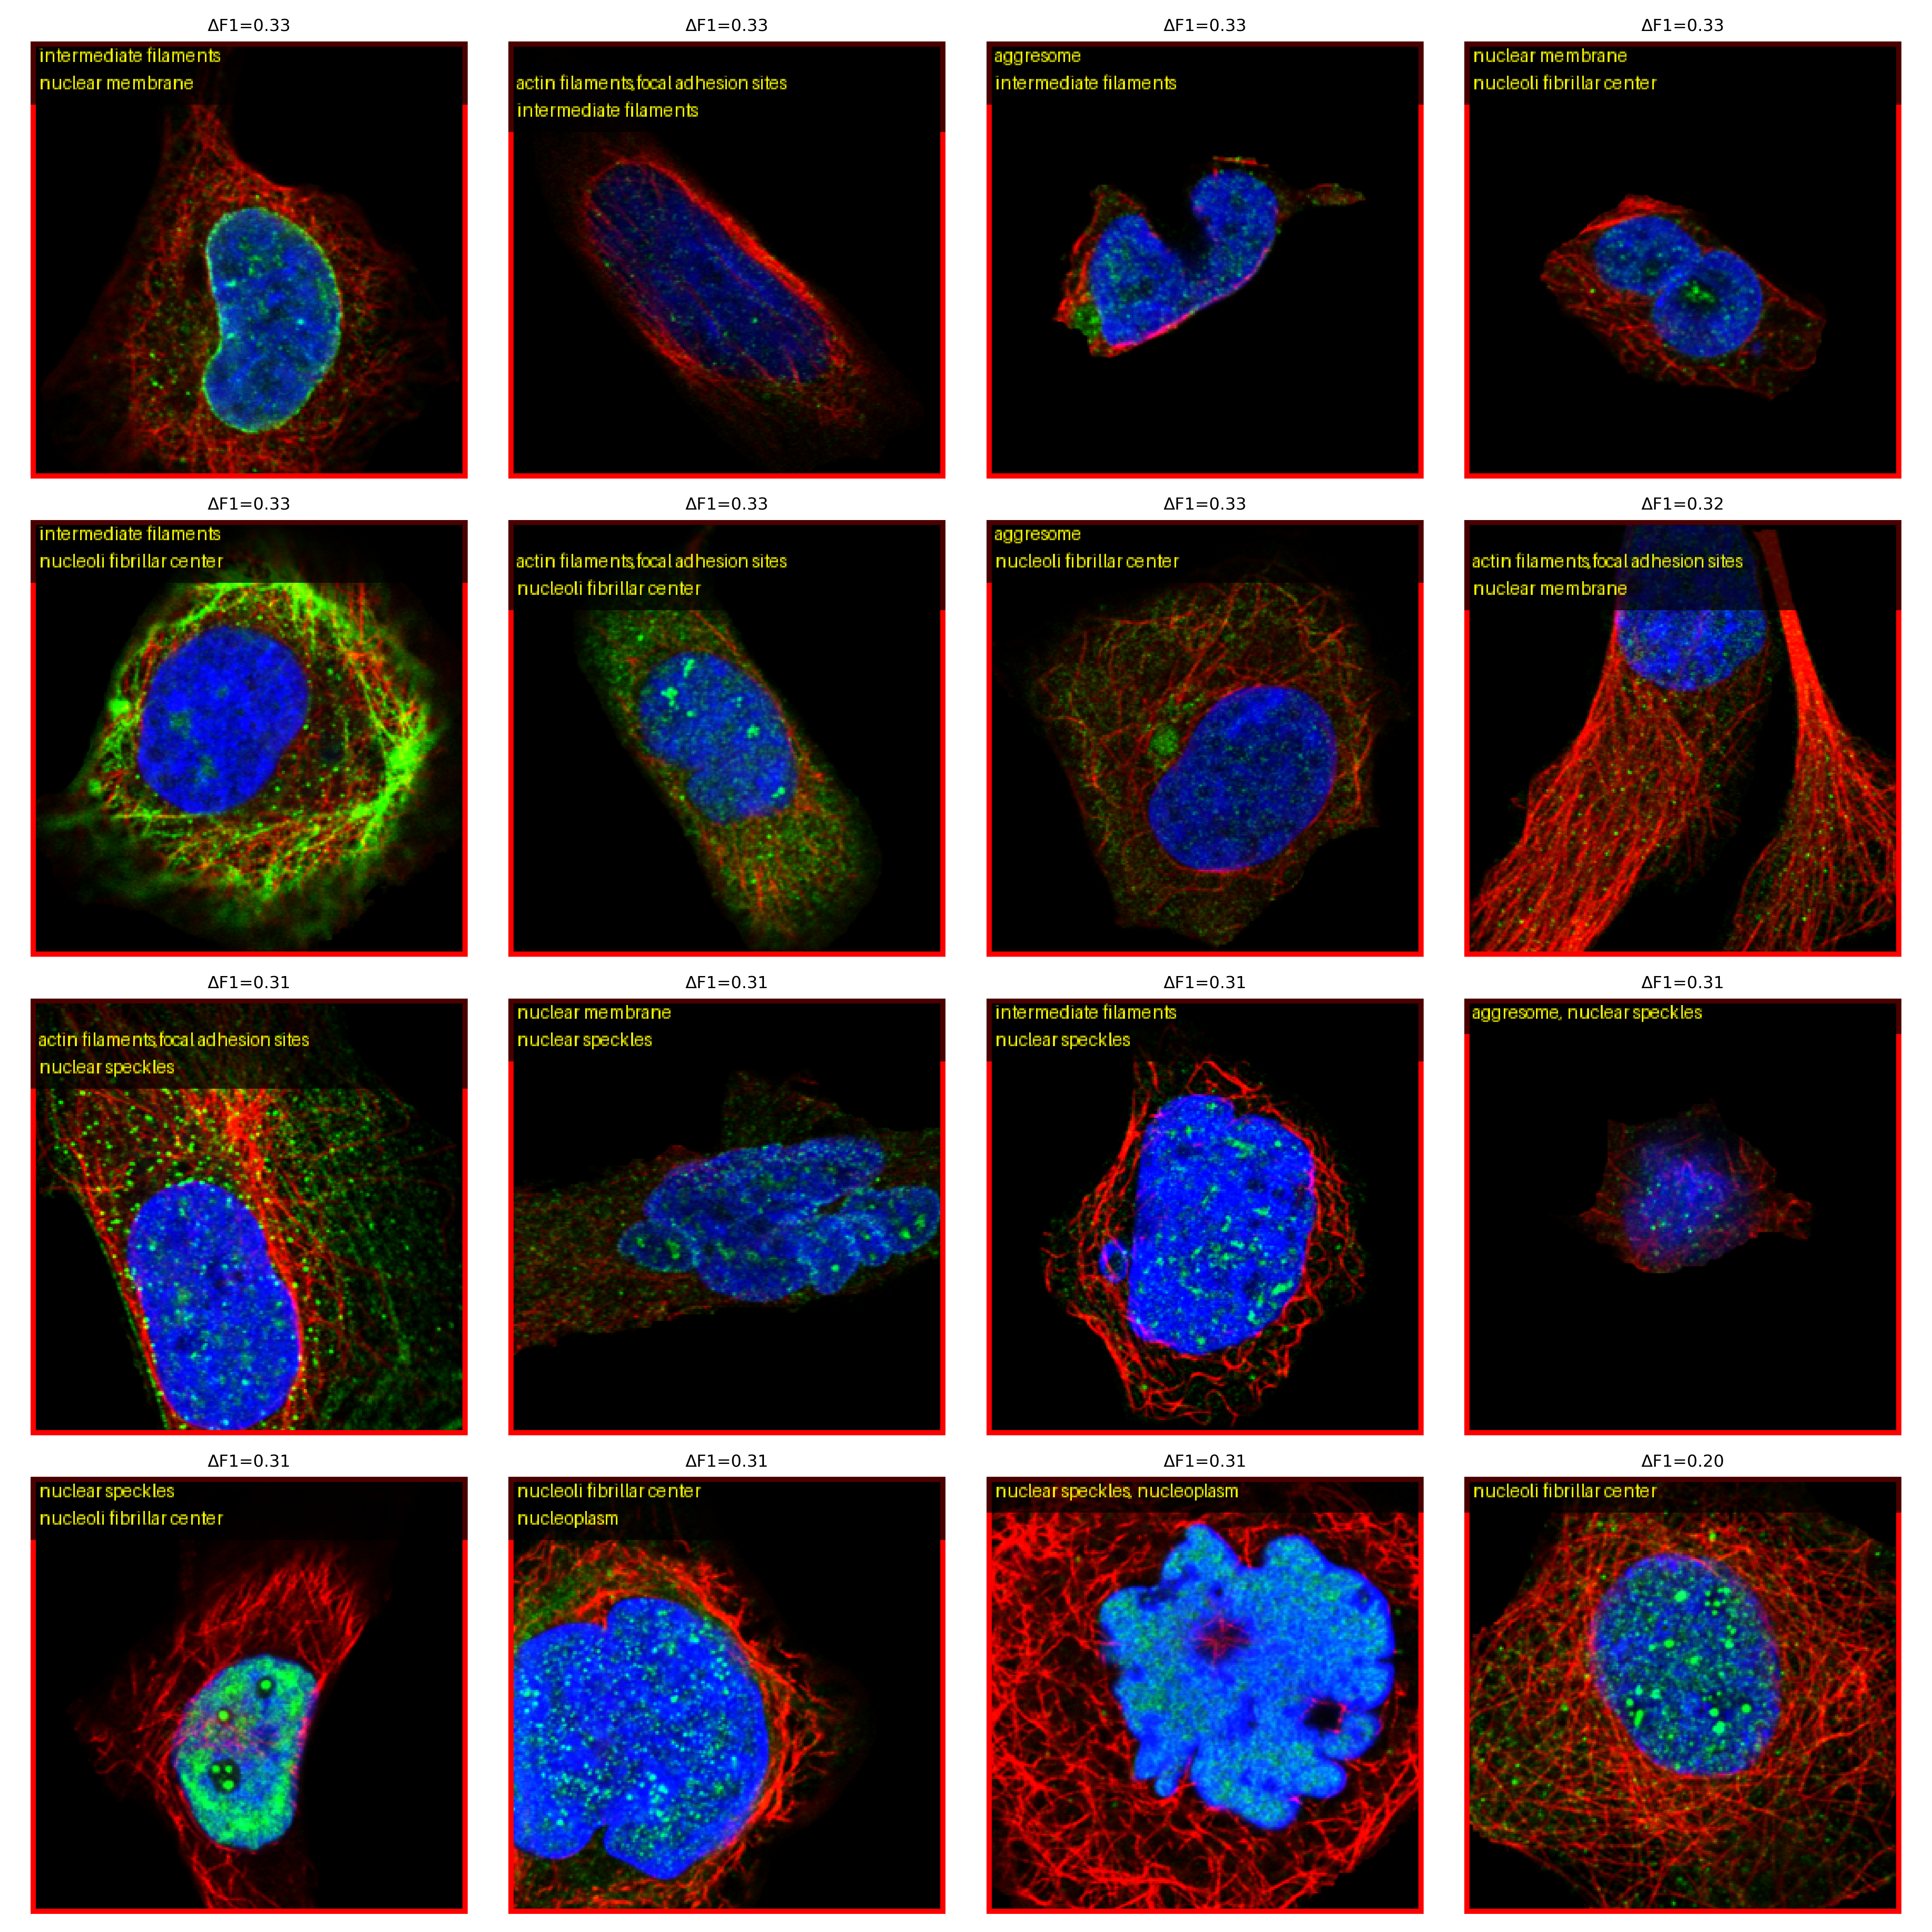 ΔF1=0.33
intermediate filaments
nuclear membrane
ΔF1=0.33
actin filaments,focal adhesion sites
intermediate filaments
ΔF1=0.33
aggresome
intermediate filaments
ΔF1=0.33
nuclear membrane
nucleoli fibrillar center
ΔF1=0.33
intermediate filaments
nucleoli fibrillar center
ΔF1=0.33
actin filaments,focal adhesion sites
nucleoli fibrillar center
ΔF1=0.33
aggresome
nucleoli fibrillar center
ΔF1=0.32
actin filaments,focal adhesion sites
nuclear membrane
ΔF1=0.31
actin filaments,focal adhesion sites
nuclear speckles
ΔF1=0.31
nuclear membrane
nuclear speckles
ΔF1=0.31
intermediate filaments
nuclear speckles
ΔF1=0.31
aggresome, nuclear speckles
ΔF1=0.31
nuclear speckles
nucleoli fibrillar center
ΔF1=0.31
nucleoli fibrillar center
nucleoplasm
ΔF1=0.31
nuclear speckles, nucleoplasm
ΔF1=0.20
nucleoli fibrillar center